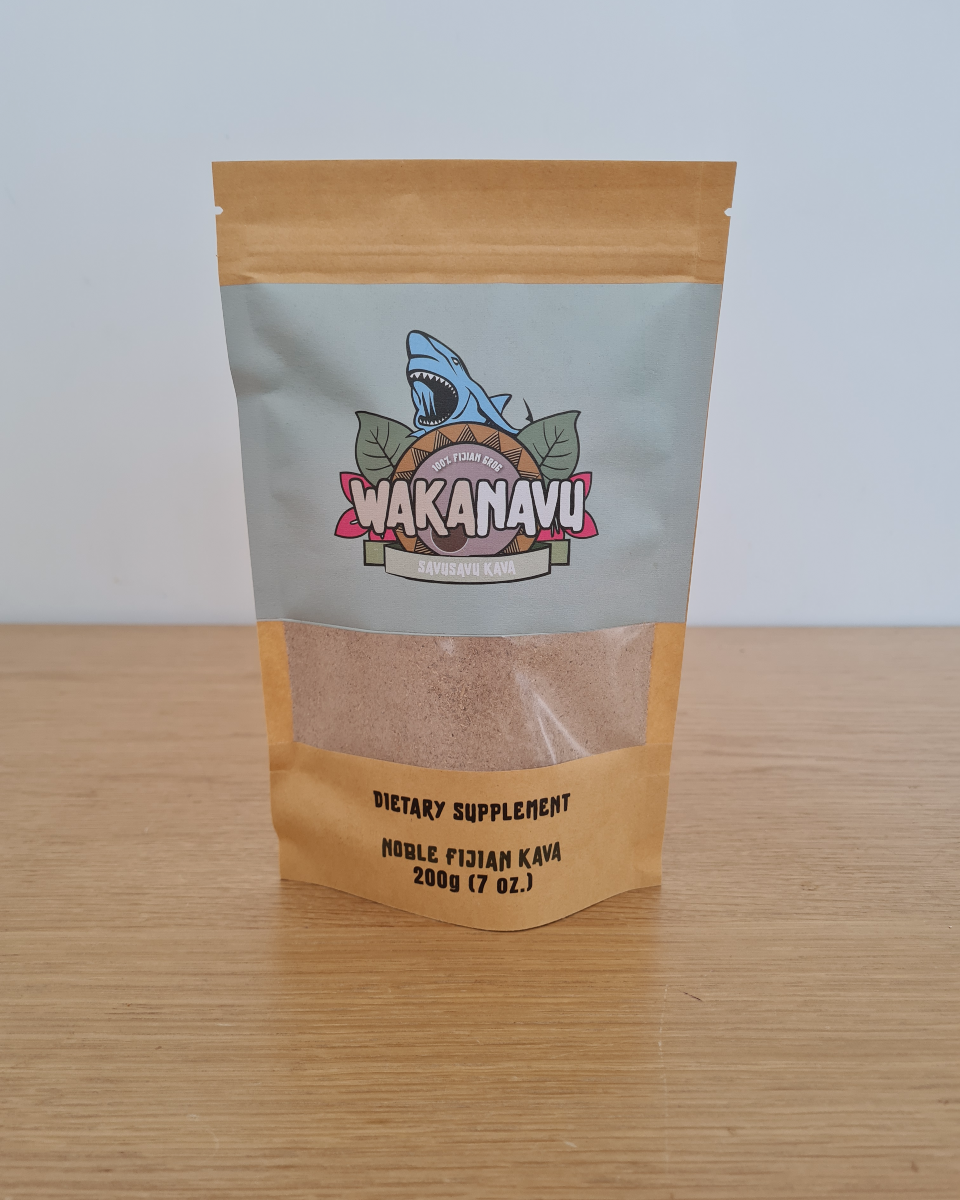 100% FIJIAN GROG
WAKANAVU
SAVUSAVU KAVA
DIETARY SUPPLEMENT
NOBLE FIJIAN KAVA
200g (7 oz.)